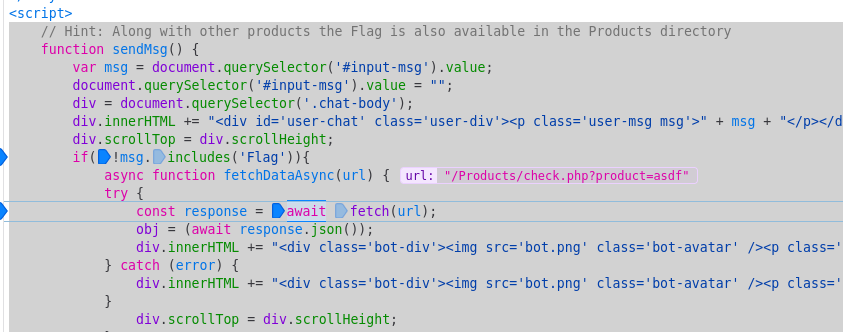 <script>
// Hint: Along with other products the Flag is also available in the Products directory
function sendMsg() {
var msg = document.querySelector('#input-msg').value;
document.querySelector('#input-msg').value = "";
div = document.querySelector('.chat-body');
div.innerHTML += "<div id='user-chat' class='user-div'><p class='user-msg msg'>" + msg + "</p></d
div.scrollTop = div.scrollHeight;
if(!msg.includes('Flag')){
async function fetchDataAsync(url) { url: "/Products/check.php?product=asdf"
try {
const response = await fetch(url);
obj = (await response.json());
div.innerHTML += "<div class='bot-div'><img src='bot.png' class='bot-avatar' /><p class='
} catch (error) {
div.innerHTML += "<div class='bot-div'><img src='bot.png' class='bot-avatar' /><p class='
}
div.scrollTop = div.scrollHeight;